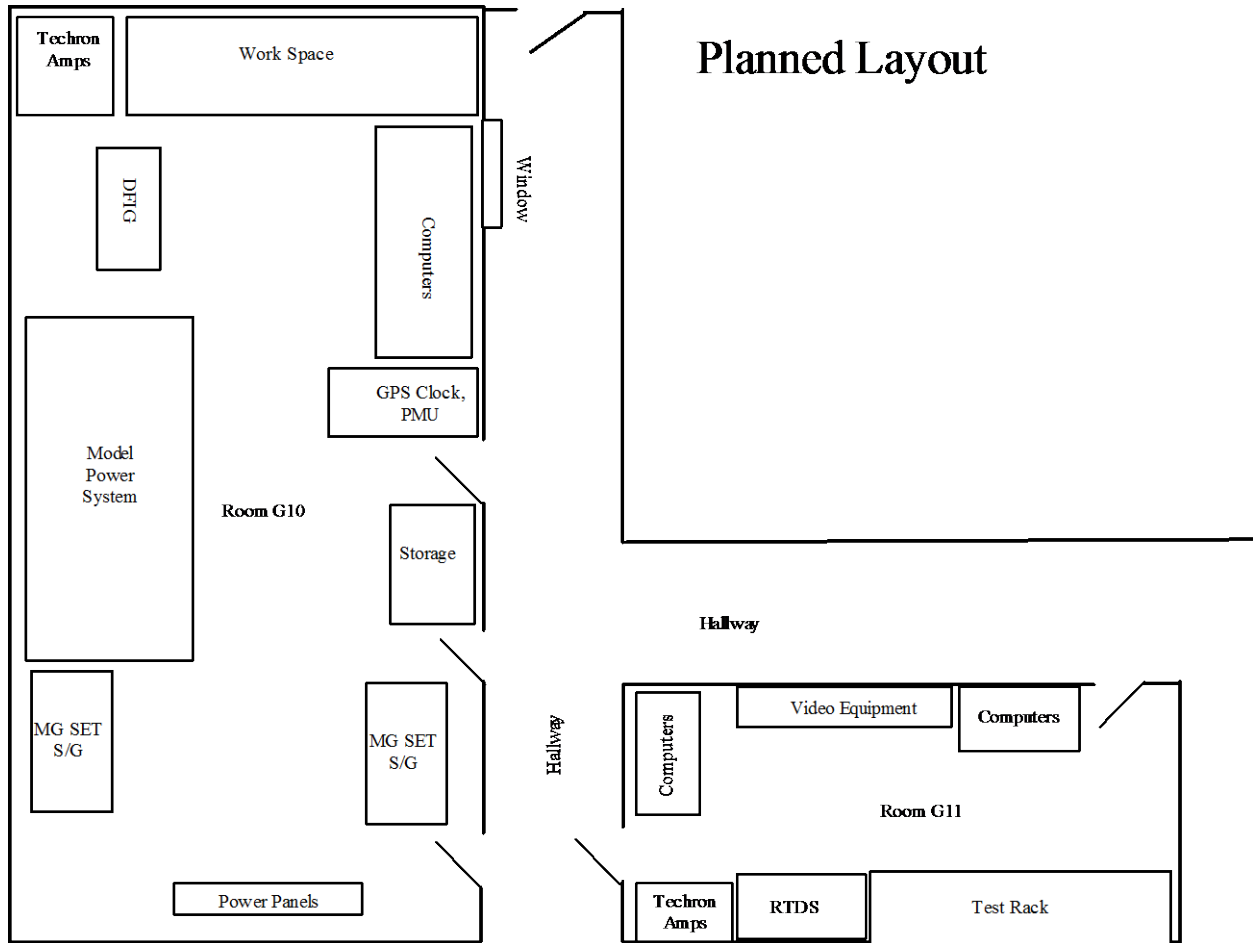 Planned Layout
Techron
Amps
Work Space
DFIG
Computers
Window
GPS Clock,
PMU
Model
Power
System
Room G10
Storage
Hallway
MG SET
S/G
MG SET
S/G
Hallway
Computers
Video Equipment
Computers
Room G11
Power Panels
Techron
Amps
RTDS
Test Rack